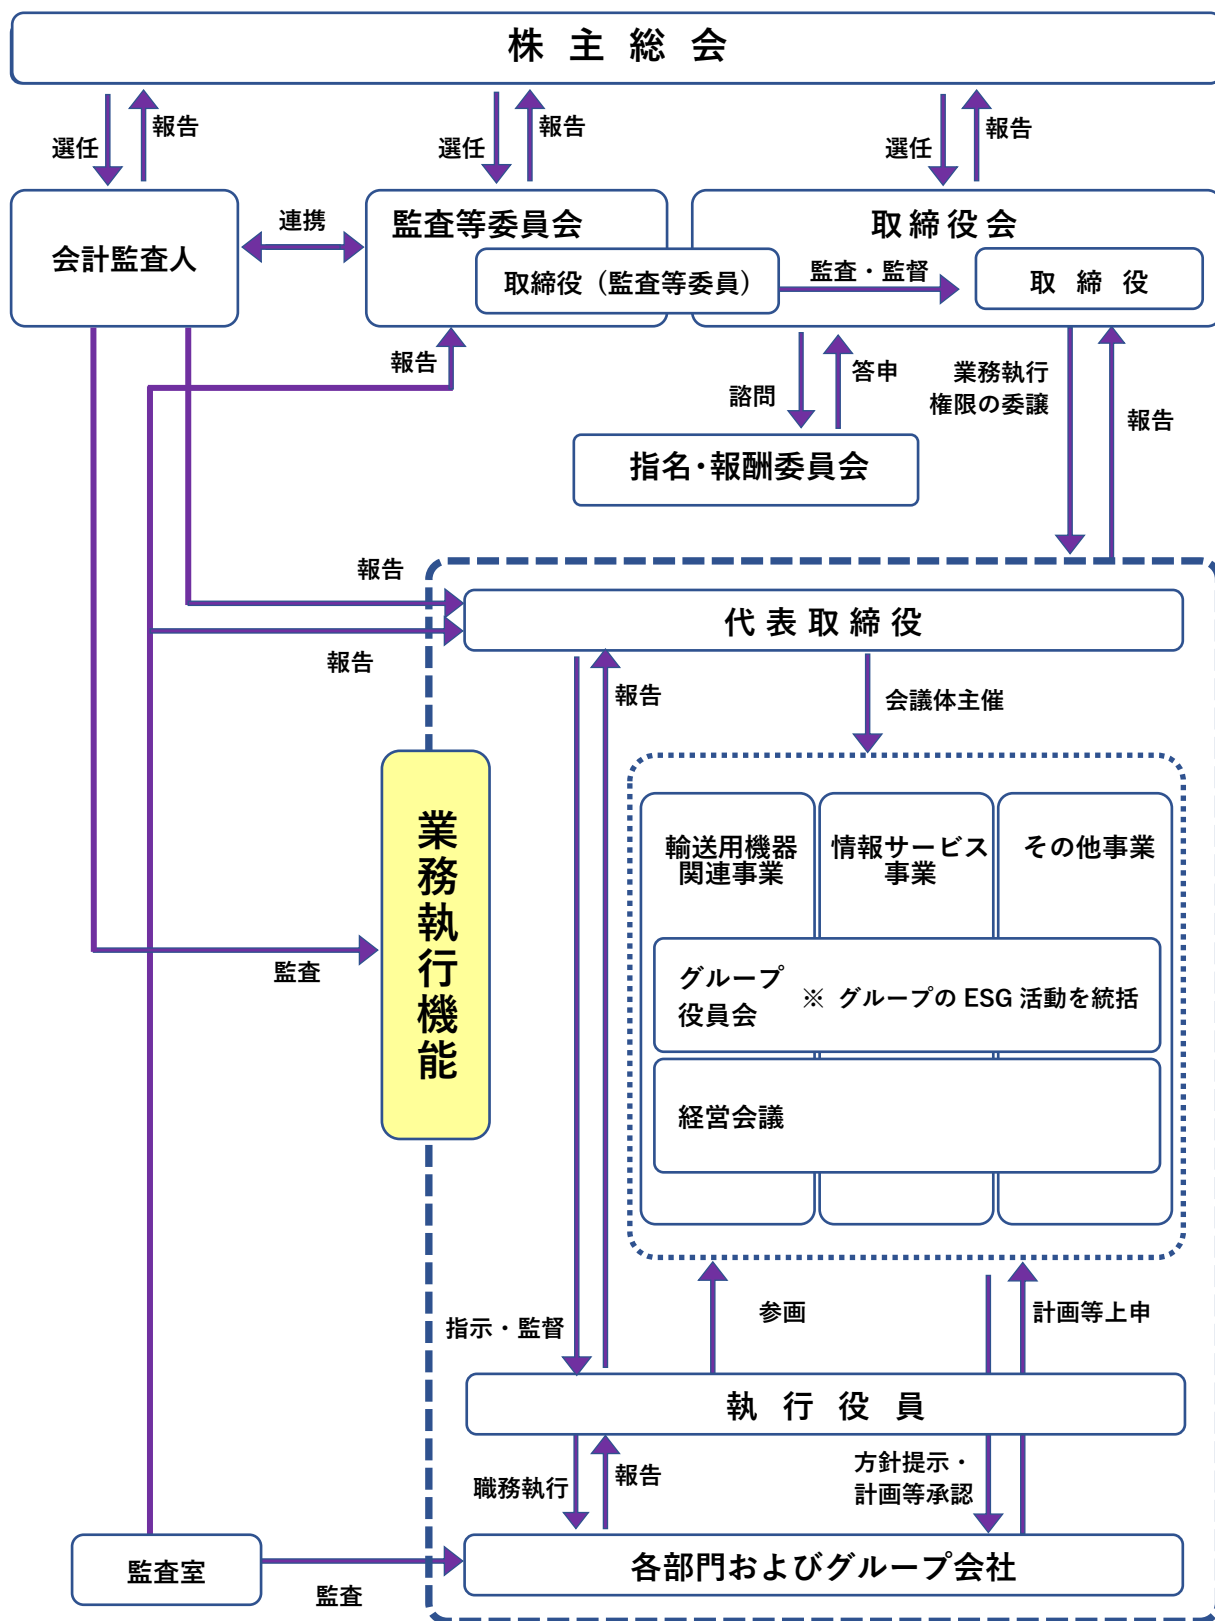 株主総会
選任
報告
選任
報告
選任
報告
会計監査人
連携
監査等委員会
取締役（監査等委員）
監査・監督
取締役会
取締役
報告
諮問
答申
業務執行
権限の委譲
報告
指名・報酬委員会
報告
代表取締役
報告
報告
会議体主催
業務執行機能
輸送用機器
関連事業
情報サービス
事業
その他事業
グループ
役員会
※ グループの ESG 活動を統括
経営会議
監査
指示・監督
参画
計画等上申
執行役員
職務執行
報告
方針提示・
計画等承認
監査室
監査
各部門およびグループ会社